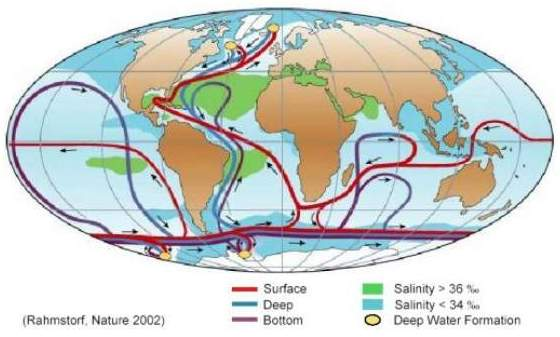 Surface
Salinity > 36 ‰
Deep
Salinity < 34 ‰
(Rahmstorf, Nature 2002)
Bottom
Deep Water Formation